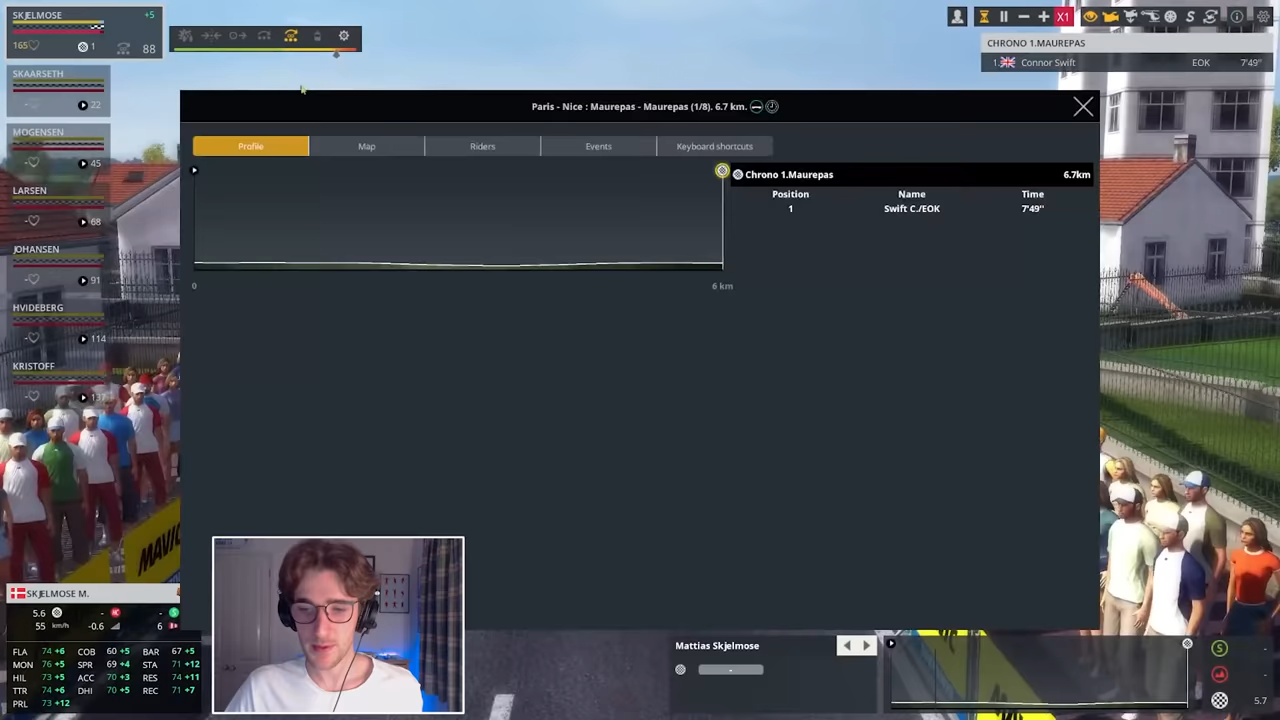 SKJELMOSE +5
165 1 88
SKAARSETH
22
MOGENSEN
- 45
LARSEN
- 68
JOHANSEN
- 91
HVIDEBERG
- 114
KRISTOFF
- 137
X1
CHRONO 1.MAUREPAS
1. Connor Swift EOK 7'49"
Paris - Nice : Maurepas - Maurepas (1/8). 6.7 km.
Profile Map Riders Events Keyboard shortcuts
Chrono 1.Maurepas 6.7km
Position Name Time
1 Swift C./EOK 7'49"
0 6 km
MAVIC
SKJELMOSE M.
5.6 - -
55 km/h -0.6 6
FLA 74 +6 COB 60 +5 BAR 67 +5
MON 76 +5 SPR 69 +4 STA 71 +12
HIL 73 +5 ACC 70 +3 RES 74 +11
TTR 74 +6 DHI 70 +5 REC 71 +7
PRL 73 +12
Mattias Skjelmose
-
S -
-
5.7